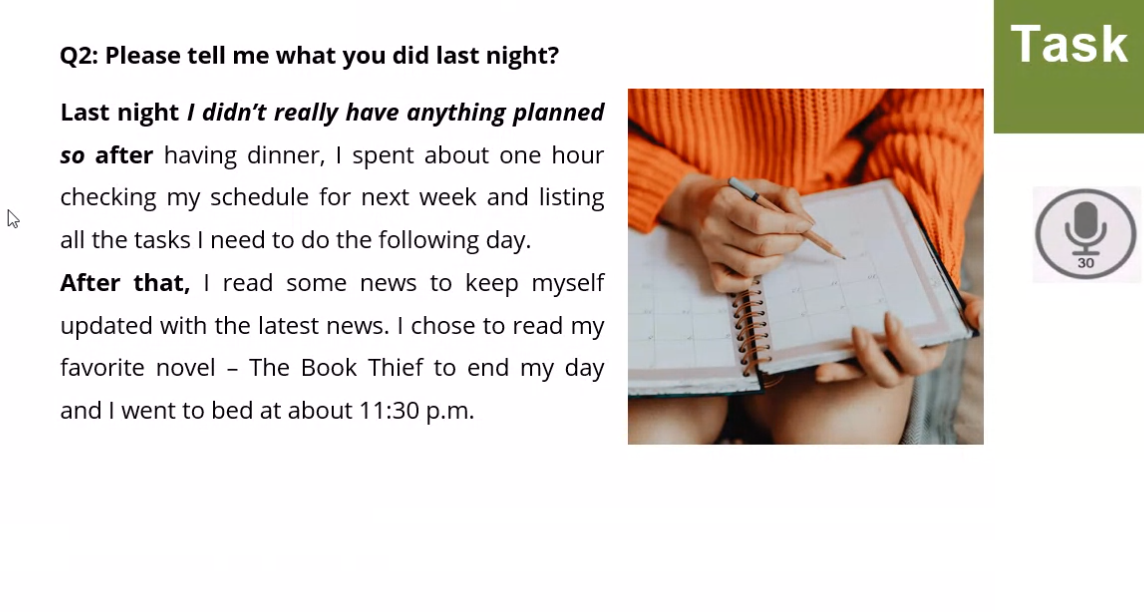 Task
Q2: Please tell me what you did last night?
Last night I didn't really have anything planned
so after having dinner, I spent about one hour
checking my schedule for next week and listing
all the tasks I need to do the following day.
After that, I read some news to keep myself
updated with the latest news. I chose to read my
favorite novel – The Book Thief to end my day
and I went to bed at about 11:30 p.m.
30